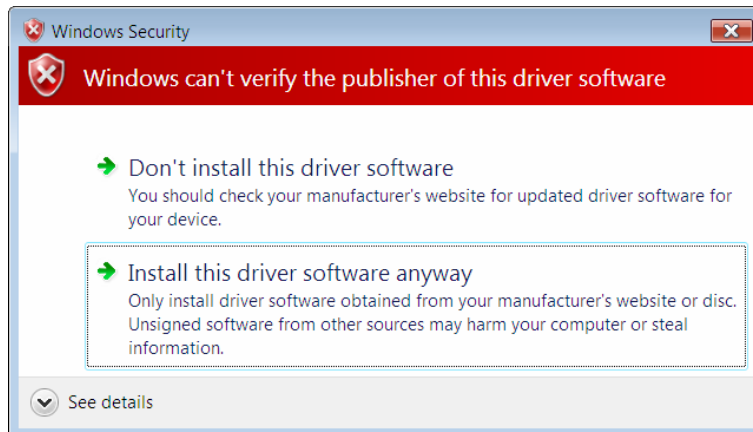 Windows Security
Windows can't verify the publisher of this driver software
Don't install this driver software
You should check your manufacturer's website for updated driver software for
your device.
Install this driver software anyway
Only install driver software obtained from your manufacturer's website or disc.
Unsigned software from other sources may harm your computer or steal
information.
See details